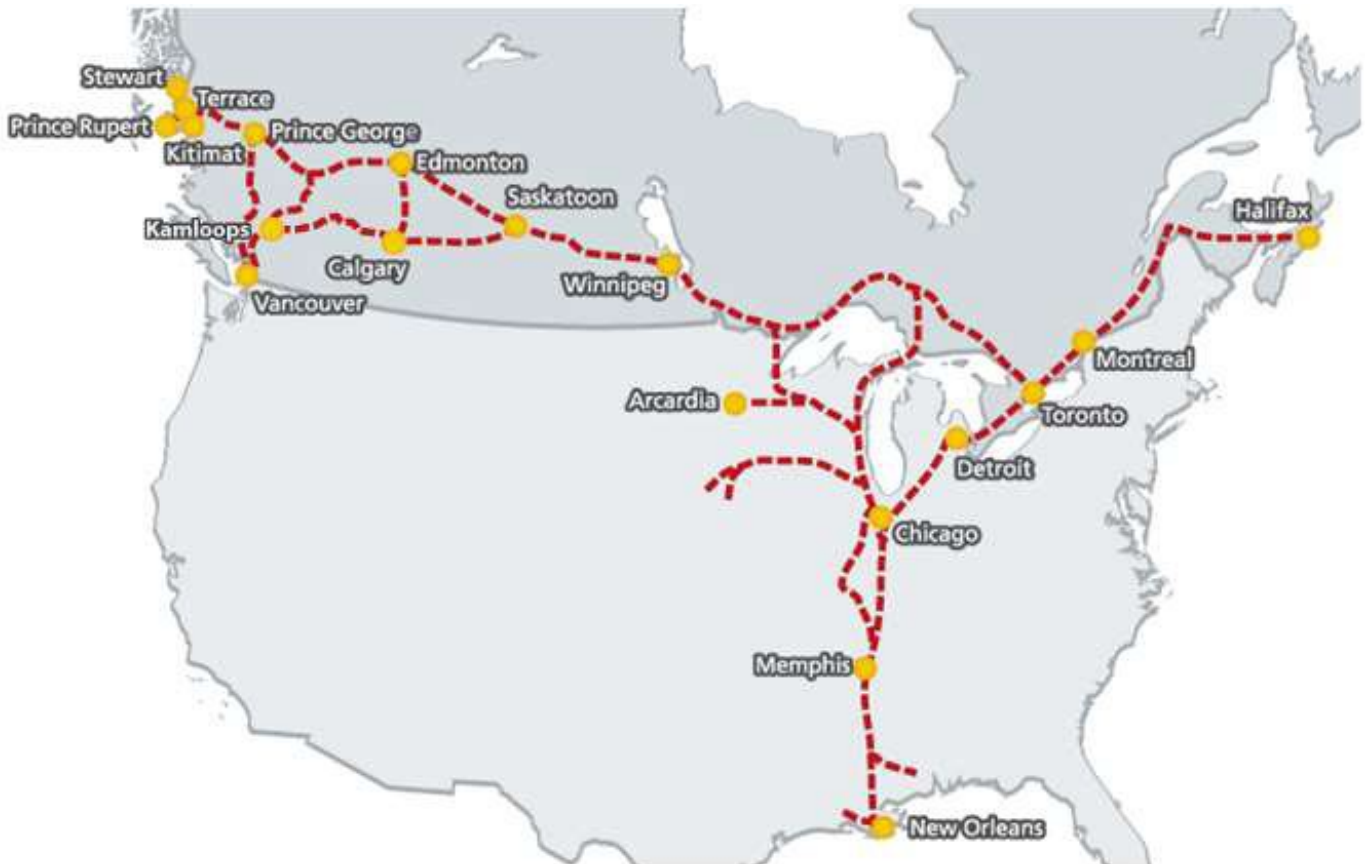 Stewart
Terrace
Prince Rupert
Prince George
Kitimat
Edmonton
Saskatoon
Halifax
Kamloops
Calgary
Winnipeg
Vancouver
Montreal
Arcardia
Toronto
Detroit
Chicago
Memphis
New Orleans